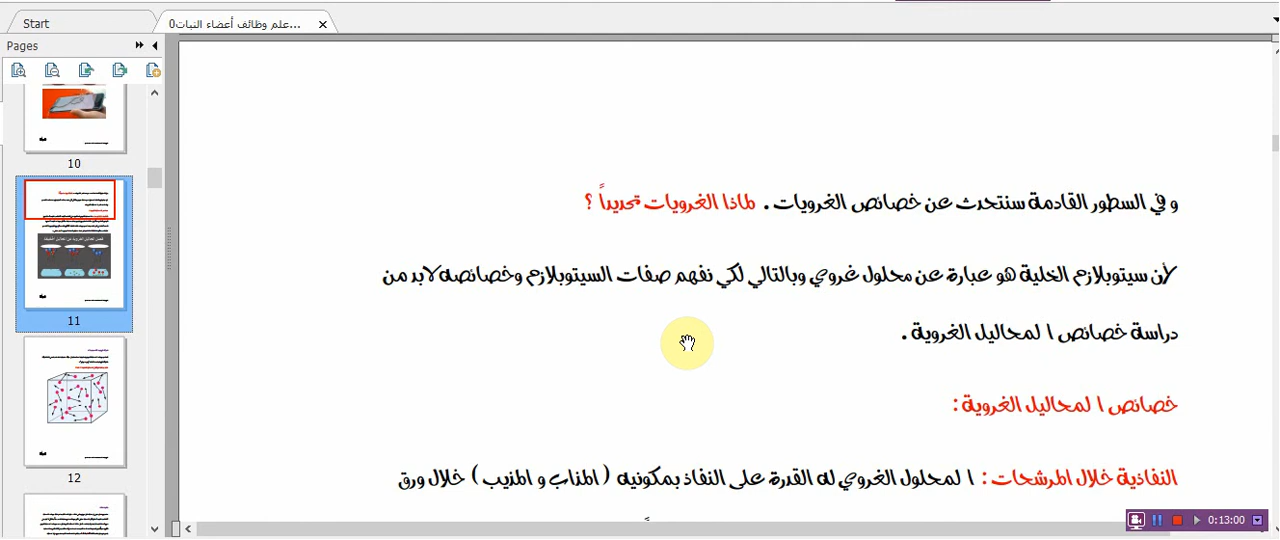 Start
علم وظائف أعضاء النبات0...
Pages
10
11
12
و في السطور القادمة سنتحدث عن خصائص الغرويات . لماذا الغرويات تحديداً ؟
لأن سيتوبلازم الخلية هو عبارة عن محلول غروي وبالتالي لكي نفهم صفات السيتوبلازم وخصائصه لابد من
دراسة خصائص ا لمحاليل الغروية .
خصائص ا لمحاليل الغروية :
النفاذية خلال المرشحات : ا لمحلول الغروي له القدرة على النفاذ بمكونيه ( المذاب و المذيب ) خلال ورق
0:13:00